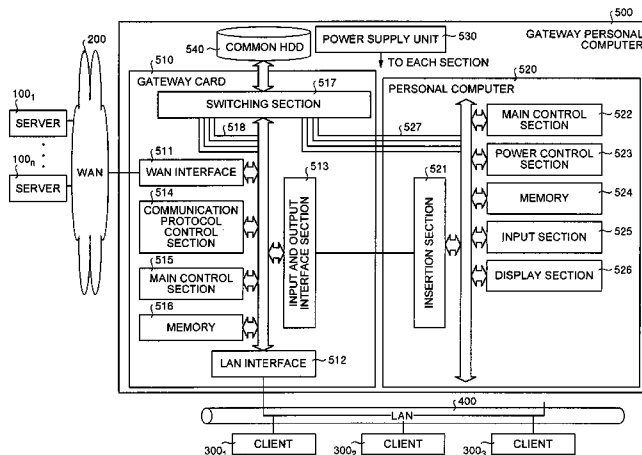 500
GATEWAY PERSONAL
COMPUTER
200
540
COMMON HDD
POWER SUPPLY UNIT
530
TO EACH SECTION
510
GATEWAY CARD
520
PERSONAL COMPUTER
SWITCHING SECTION
517
518
527
100₁
SERVER
100ₙ
SERVER
WAN
511
WAN INTERFACE
514
COMMUNICATION
PROTOCOL
CONTROL
SECTION
515
MAIN CONTROL
SECTION
516
MEMORY
513
INPUT AND OUTPUT
INTERFACE SECTION
521
INSERTION SECTION
MAIN CONTROL
SECTION
522
POWER CONTROL
SECTION
523
MEMORY
524
INPUT SECTION
525
DISPLAY SECTION
526
LAN INTERFACE
512
400
LAN
300₁
CLIENT
300₂
CLIENT
300₃
CLIENT